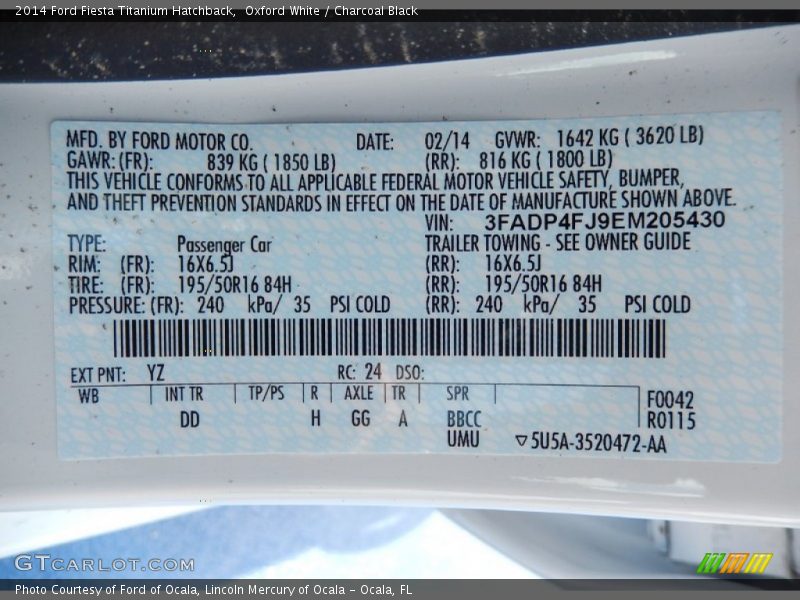 2014 Ford Fiesta Titanium Hatchback, Oxford White / Charcoal Black
MFD. BY FORD MOTOR CO. DATE: 02/14 GVWR: 1642 KG ( 3620 LB)
GAWR: (FR): 839 KG ( 1850 LB) (RR): 816 KG ( 1800 LB)
THIS VEHICLE CONFORMS TO ALL APPLICABLE FEDERAL MOTOR VEHICLE SAFETY, BUMPER,
AND THEFT PREVENTION STANDARDS IN EFFECT ON THE DATE OF MANUFACTURE SHOWN ABOVE.
VIN: 3FADP4FJ9EM205430
TYPE: Passenger Car TRAILER TOWING - SEE OWNER GUIDE
RIM: (FR): 16X6.5J (RR): 16X6.5J
TIRE: (FR): 195/50R16 84H (RR): 195/50R16 84H
PRESSURE: (FR): 240 kPa/ 35 PSI COLD (RR): 240 kPa/ 35 PSI COLD
EXT PNT: YZ RC: 24 DSO:
WB INT TR TP/PS R AXLE TR SPR F0042
DD H GG A BBCC R0115
UMU ▽5U5A-3520472-AA
GTCARLOT.COM
Photo Courtesy of Ford of Ocala, Lincoln Mercury of Ocala - Ocala, FL